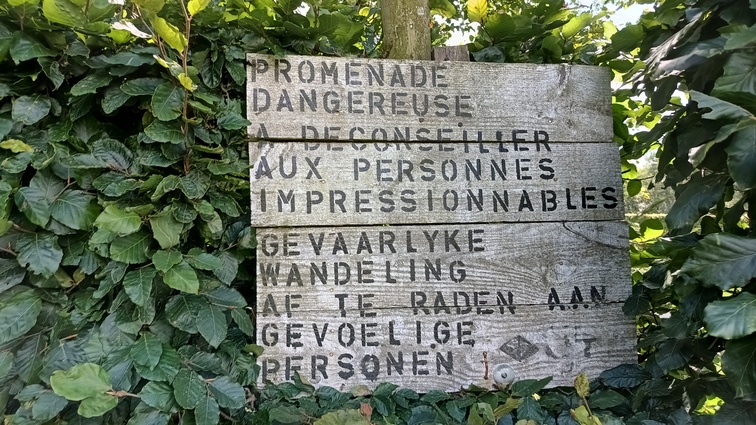 PROMENADE
DANGEREUSE
A DECONSEILLER
AUX PERSONNES
IMPRESSIONNABLES
GEVAARLYKE
WANDELING
AF TE RADEN AAN
GEVOELIGE
PERSONEN